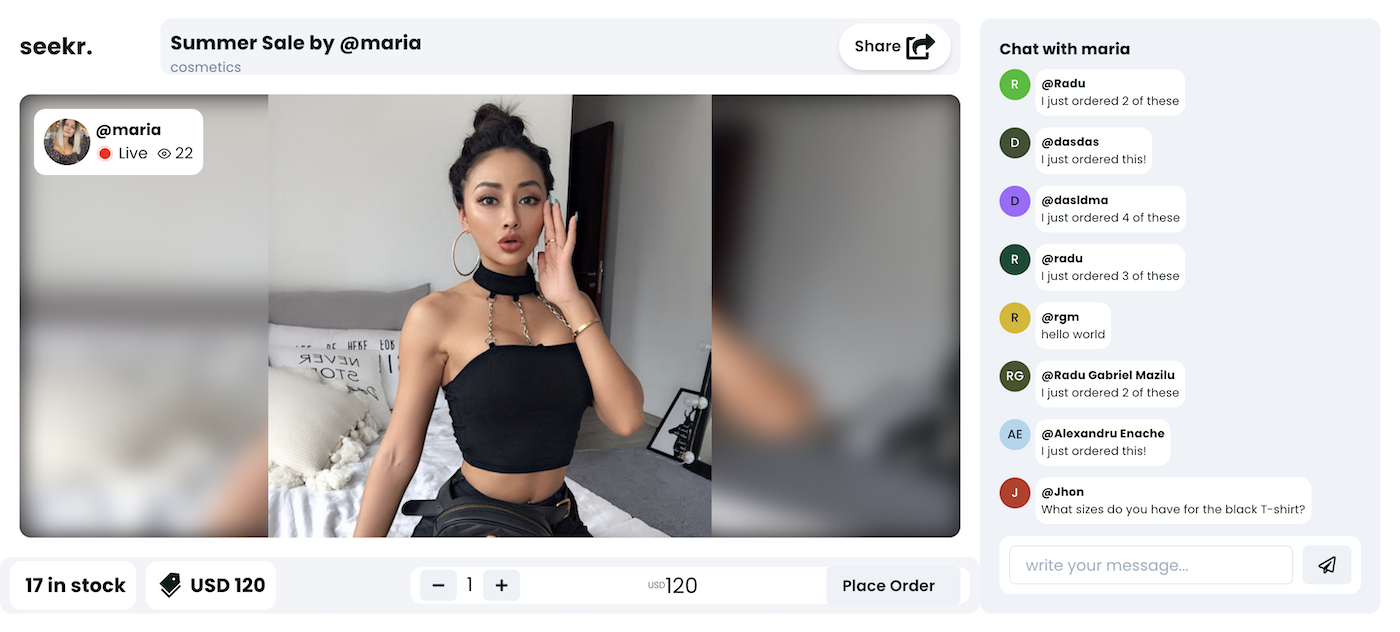 seekr.
Summer Sale by @maria
cosmetics
Share
@maria
Live 22
NEVER
STOP
17 in stock
USD 120
− 1 +
USD120
Place Order
Chat with maria
R
@Radu
I just ordered 2 of these
D
@dasdas
I just ordered this!
D
@dasldma
I just ordered 4 of these
R
@radu
I just ordered 3 of these
R
@rgm
hello world
RG
@Radu Gabriel Mazilu
I just ordered 2 of these
AE
@Alexandru Enache
I just ordered this!
J
@Jhon
What sizes do you have for the black T-shirt?
write your message...